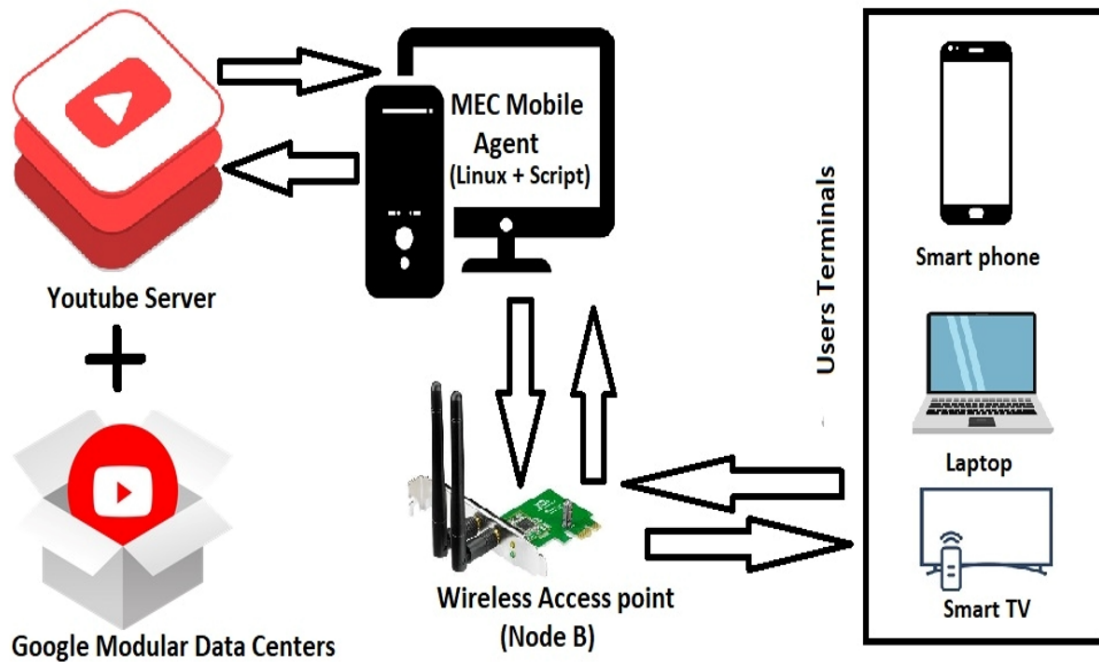 MEC Mobile
Agent
(Linux + Script)
Youtube Server
Google Modular Data Centers
Wireless Access point
(Node B)
Users Terminals
Smart phone
Laptop
Smart TV